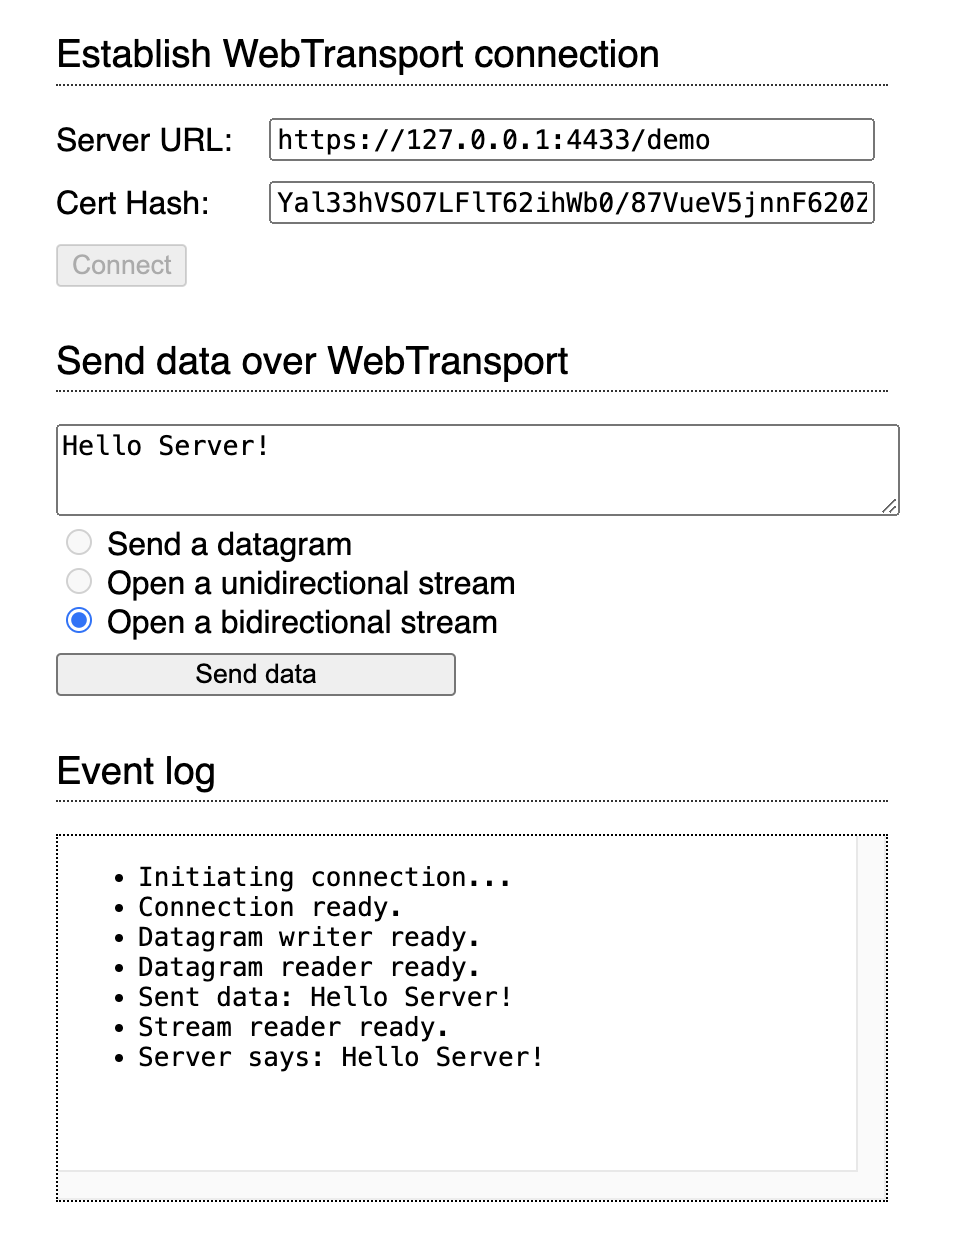 Establish WebTransport connection
Server URL: https://127.0.0.1:4433/demo
Cert Hash: Yal33hVSO7LFlT62ihWb0/87VueV5jnnF620Z
Connect
Send data over WebTransport
Hello Server!
Send a datagram
Open a unidirectional stream
Open a bidirectional stream
Send data
Event log
• Initiating connection...
• Connection ready.
• Datagram writer ready.
• Datagram reader ready.
• Sent data: Hello Server!
• Stream reader ready.
• Server says: Hello Server!